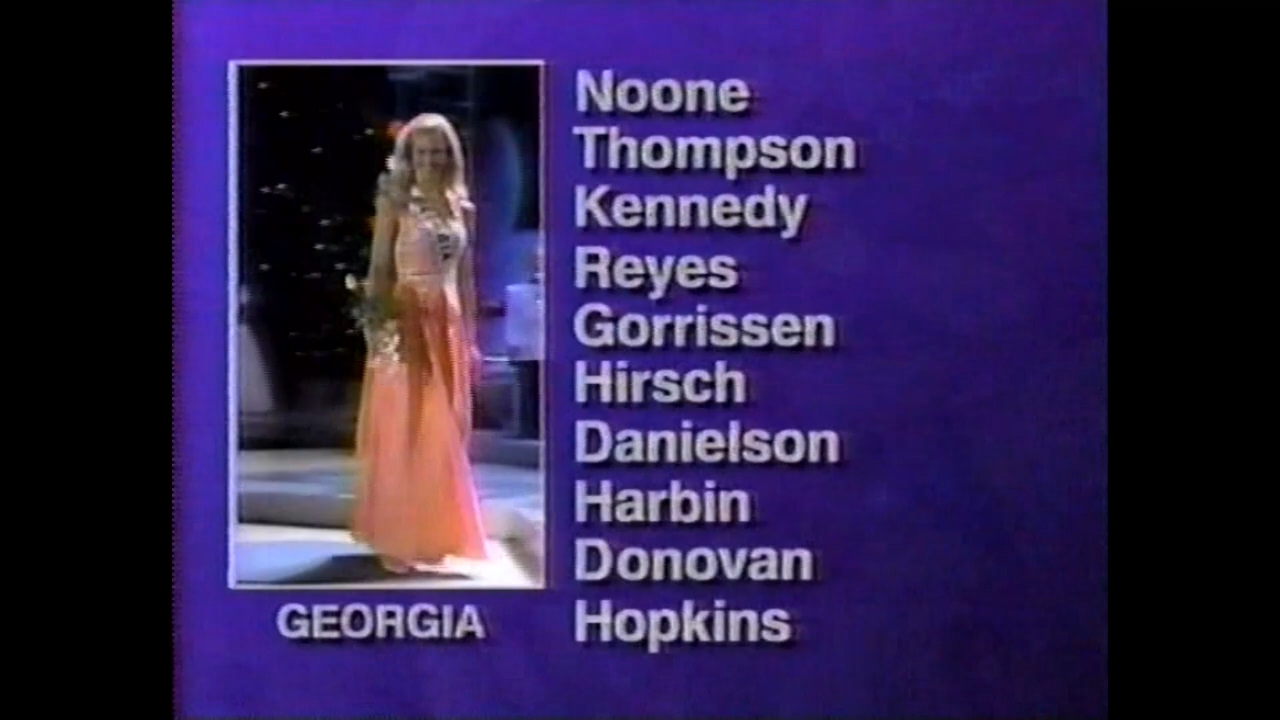 Noone
Thompson
Kennedy
Reyes
Gorrissen
Hirsch
Danielson
Harbin
Donovan
Hopkins
GEORGIA